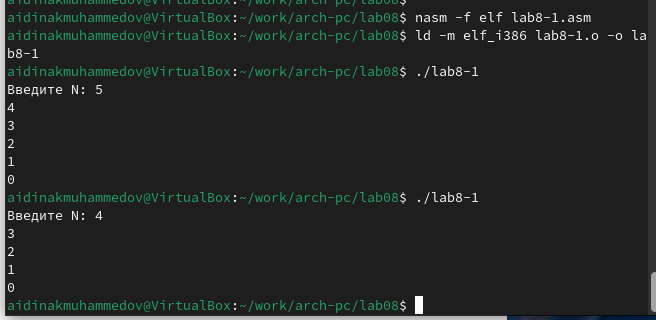 aidinakmuhammedov@VirtualBox:~/work/arch-pc/lab08$
aidinakmuhammedov@VirtualBox:~/work/arch-pc/lab08$ nasm -f elf lab8-1.asm
aidinakmuhammedov@VirtualBox:~/work/arch-pc/lab08$ ld -m elf_i386 lab8-1.o -o la
b8-1
aidinakmuhammedov@VirtualBox:~/work/arch-pc/lab08$ ./lab8-1
Введите N: 5
4
3
2
1
0
aidinakmuhammedov@VirtualBox:~/work/arch-pc/lab08$ ./lab8-1
Введите N: 4
3
2
1
0
aidinakmuhammedov@VirtualBox:~/work/arch-pc/lab08$